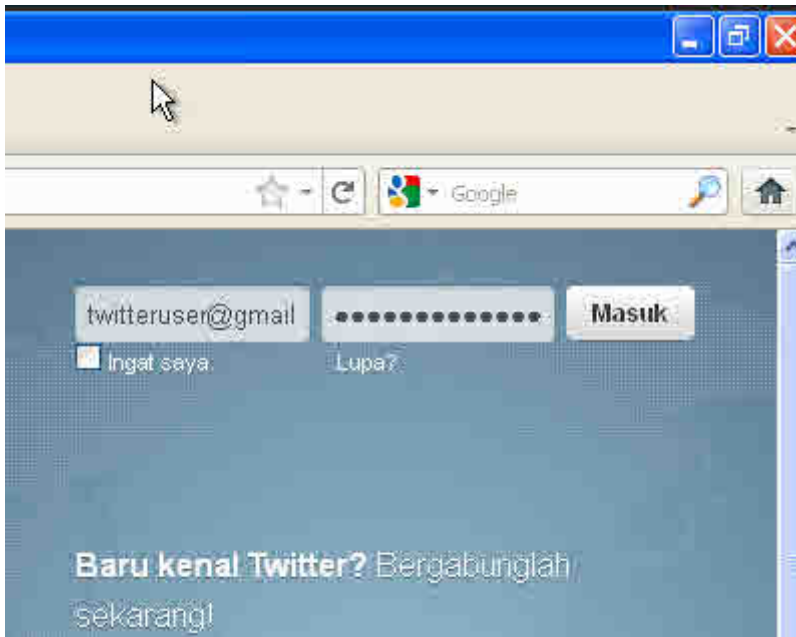 Google
twitteruser@gmail ••••••••••••• Masuk
Ingat saya Lupa?
Baru kenal Twitter? Bergabunglah
sekarang!